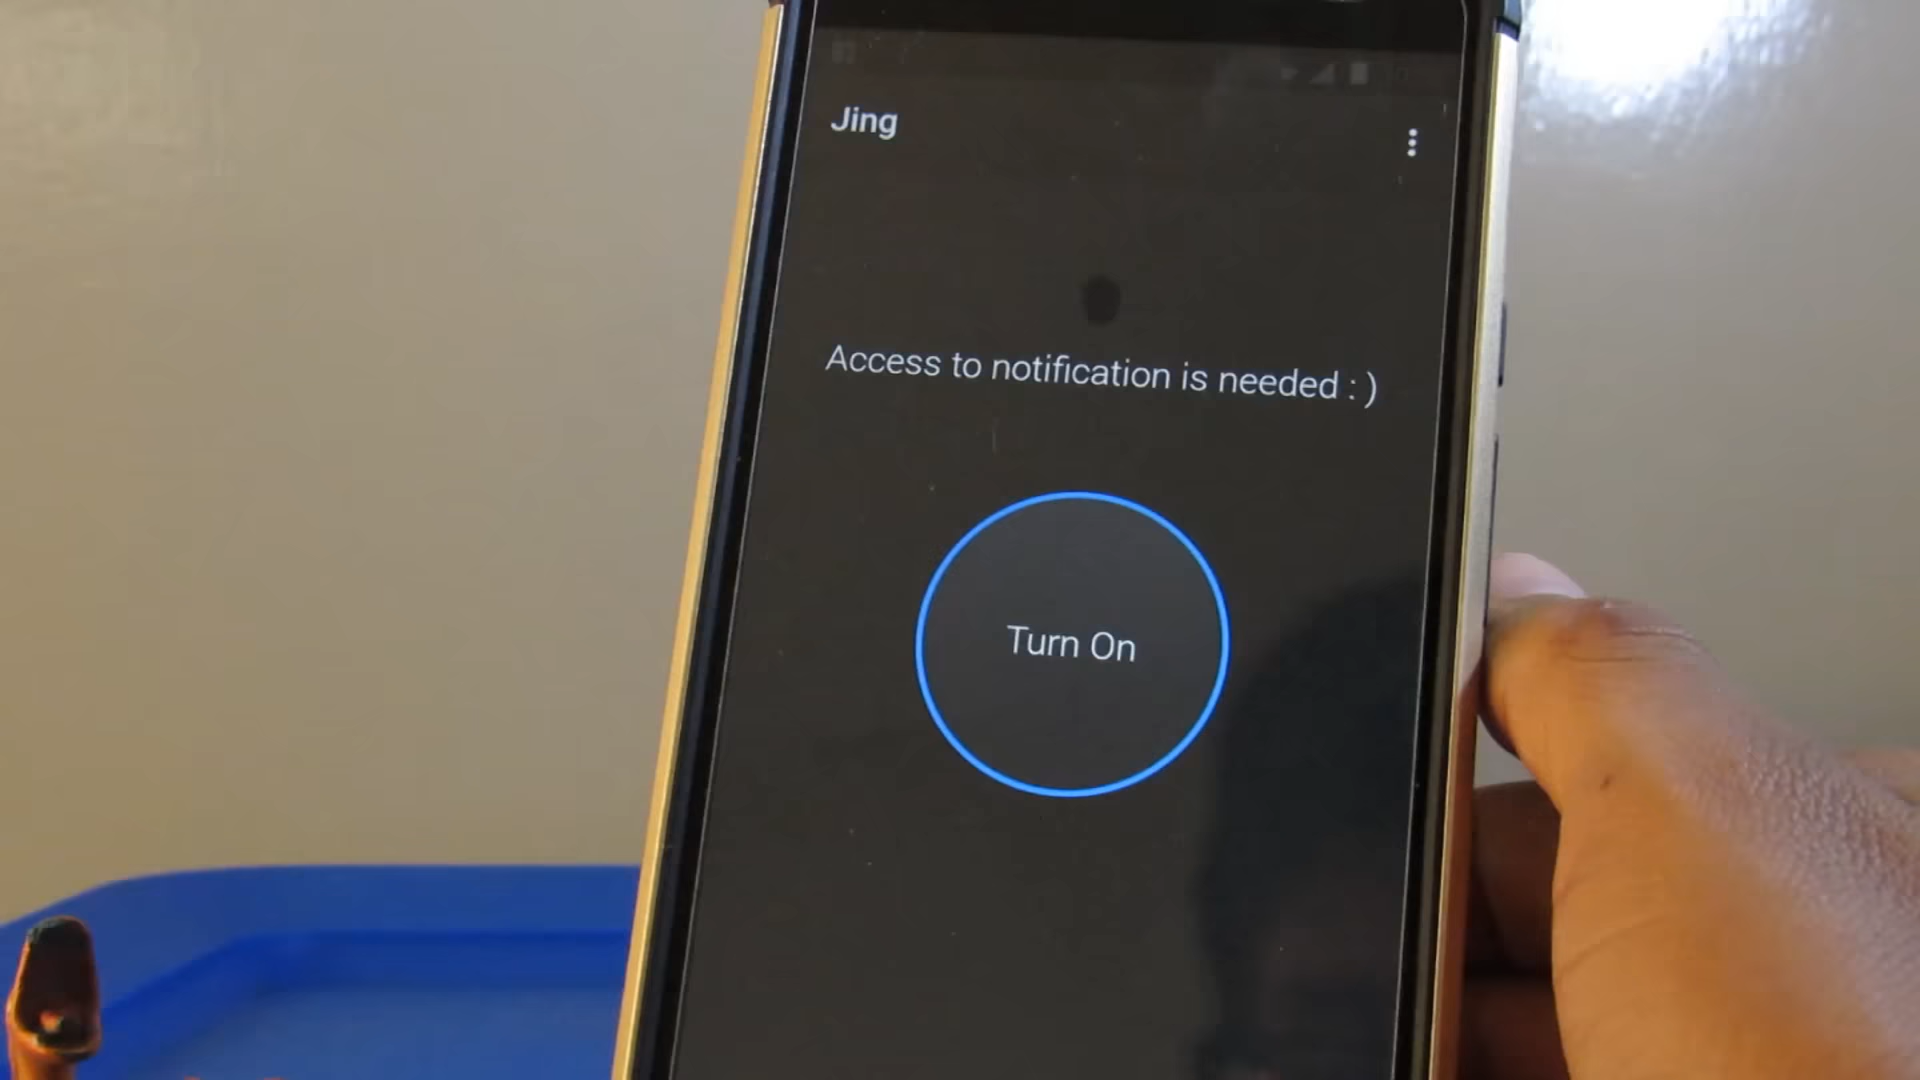 Jing
Access to notification is needed : )
Turn On